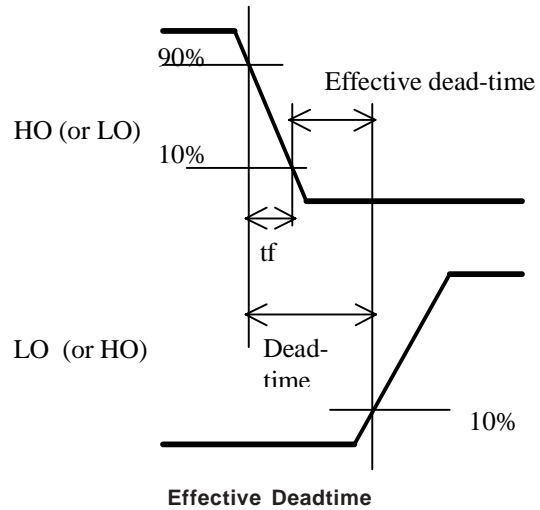 90%
Effective dead-time
HO (or LO)
10%
tf
LO (or HO)
Dead-
time
10%
Effective Deadtime